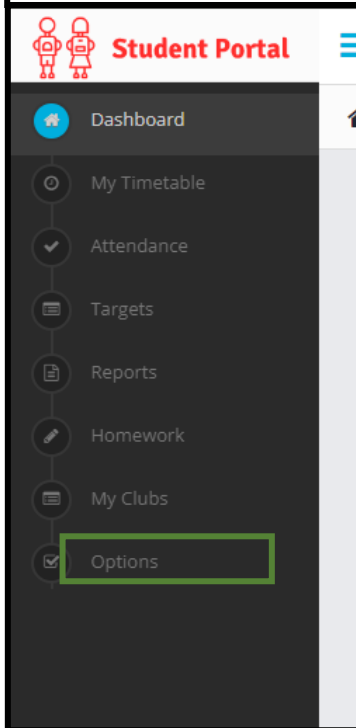 Student Portal
Dashboard
My Timetable
Attendance
Targets
Reports
Homework
My Clubs
Options